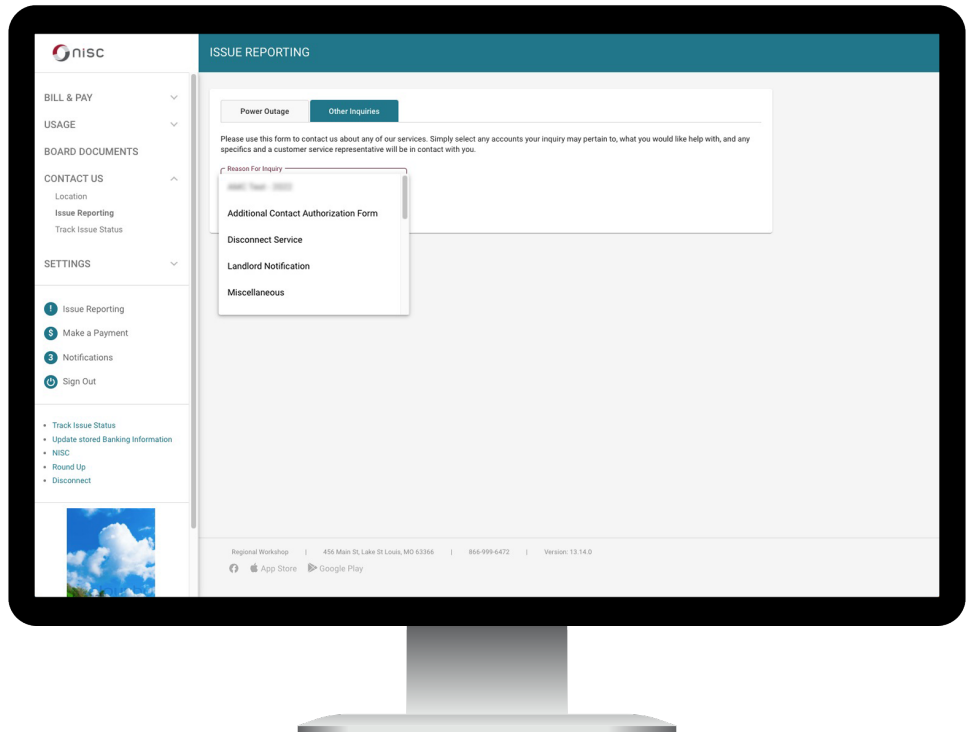 nisc
ISSUE REPORTING
BILL & PAY
USAGE
BOARD DOCUMENTS
CONTACT US
Location
Issue Reporting
Track Issue Status
SETTINGS
! Issue Reporting
$ Make a Payment
3 Notifications
Sign Out
• Track Issue Status
• Update stored Banking Information
• NISC
• Round Up
• Disconnect
Power Outage
Other Inquiries
Please use this form to contact us about any of our services. Simply select any accounts your inquiry may pertain to, what you would like help with, and any
specifics and a customer service representative will be in contact with you.
Reason For Inquiry
Additional Contact Authorization Form
Disconnect Service
Landlord Notification
Miscellaneous
Regional Workshop | 456 Main St, Lake St Louis, MO 63366 | 866-999-6472 | Version: 13.14.0
App Store Google Play